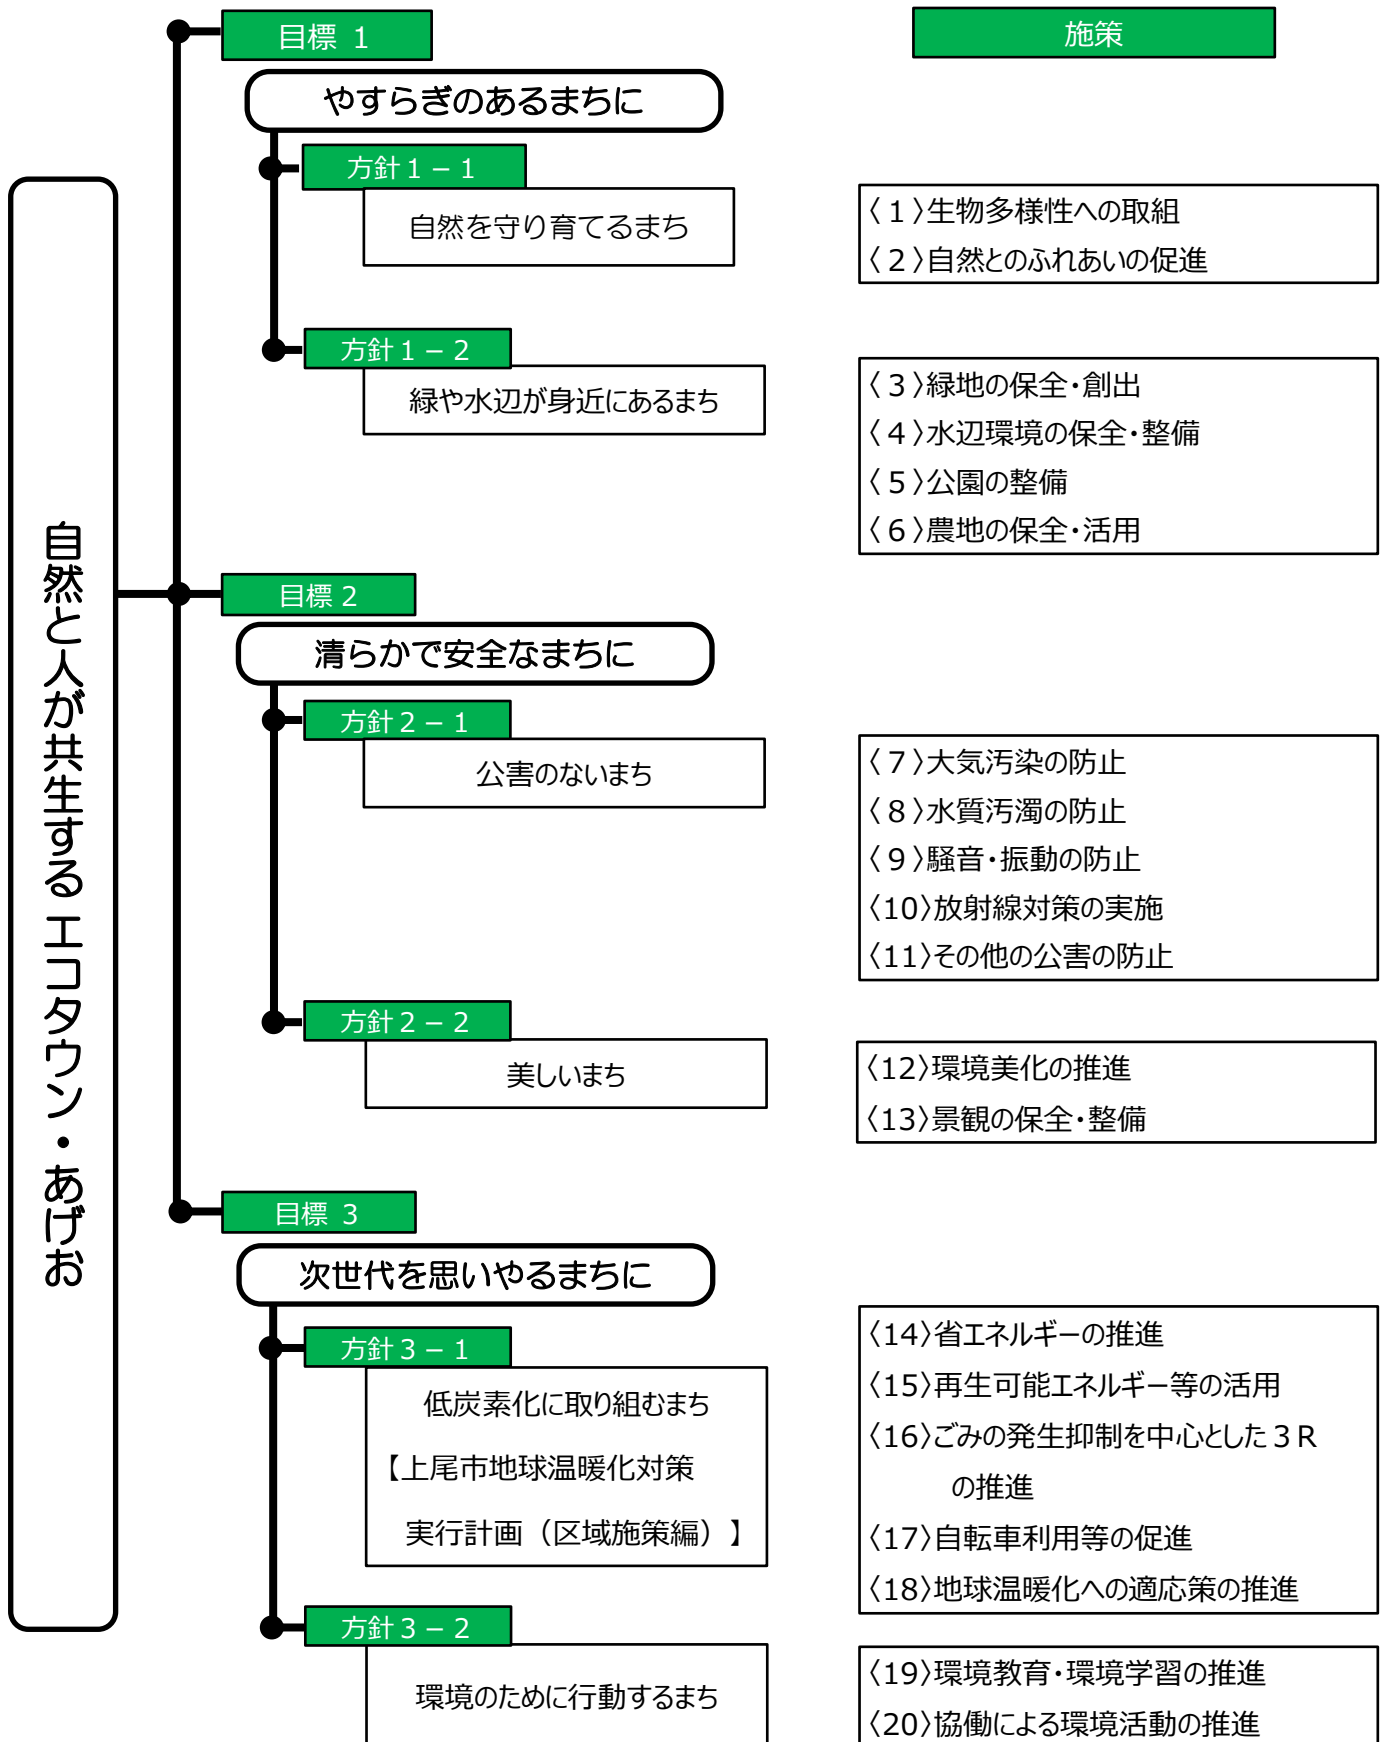 目標 1
施策
やすらぎのあるまちに
方針1－1
自然を守り育てるまち
〈 1 〉生物多様性への取組
〈 2 〉自然とのふれあいの促進
方針1－2
緑や水辺が身近にあるまち
〈 3 〉緑地の保全・創出
〈 4 〉水辺環境の保全・整備
〈 5 〉公園の整備
〈 6 〉農地の保全・活用
自然と人が共生する エコタウン・あげお
目標 2
清らかで安全なまちに
方針2－1
公害のないまち
〈 7 〉大気汚染の防止
〈 8 〉水質汚濁の防止
〈 9 〉騒音・振動の防止
〈10〉放射線対策の実施
〈11〉その他の公害の防止
方針2－2
美しいまち
〈12〉環境美化の推進
〈13〉景観の保全・整備
目標 3
次世代を思いやるまちに
方針3－1
低炭素化に取り組むまち
【上尾市地球温暖化対策
実行計画（区域施策編）】
〈14〉省エネルギーの推進
〈15〉再生可能エネルギー等の活用
〈16〉ごみの発生抑制を中心とした3R
の推進
〈17〉自転車利用等の促進
〈18〉地球温暖化への適応策の推進
方針3－2
環境のために行動するまち
〈19〉環境教育・環境学習の推進
〈20〉協働による環境活動の推進